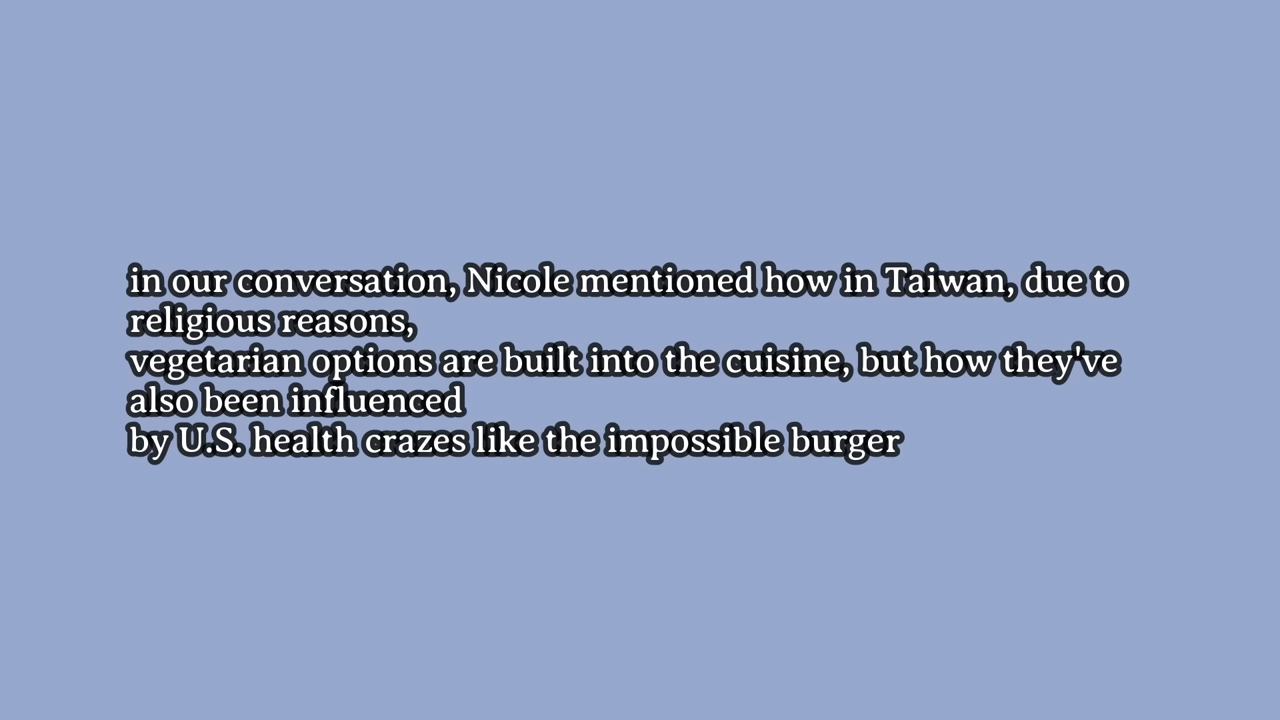 in our conversation, Nicole mentioned how in Taiwan, due to
religious reasons,
vegetarian options are built into the cuisine, but how they've
also been influenced
by U.S. health crazes like the impossible burger